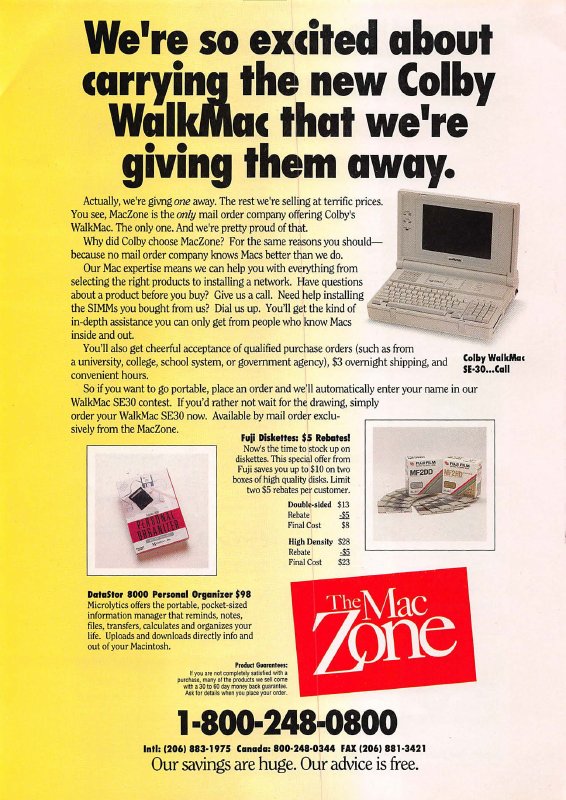 We're so excited about
carrying the new Colby
WalkMac that we're
giving them away.
Actually, we're givng one away. The rest we're selling at terrific prices.
You see, MacZone is the only mail order company offering Colby's
WalkMac. The only one. And we're pretty proud of that.
Why did Colby choose MacZone? For the same reasons you should—
because no mail order company knows Macs better than we do.
Our Mac expertise means we can help you with everything from
selecting the right products to installing a network. Have questions
about a product before you buy? Give us a call. Need help installing
the SIMMs you bought from us? Dial us up. You'll get the kind of
in-depth assistance you can only get from people who know Macs
inside and out.
You'll also get cheerful acceptance of qualified purchase orders (such as from
a university, college, school system, or government agency), $3 overnight shipping, and
convenient hours.
So if you want to go portable, place an order and we'll automatically enter your name in our
WalkMac SE30 contest. If you'd rather not wait for the drawing, simply
order your WalkMac SE30 now. Available by mail order exclu-
sively from the MacZone.
Colby WalkMac
SE-30...Call
Fuji Diskettes: $5 Rebates!
Now's the time to stock up on
diskettes. This special offer from
Fuji saves you up to $10 on two
boxes of high quality disks. Limit
two $5 rebates per customer.
Double-sided $13
Rebate -$5
Final Cost $8
High Density $28
Rebate -$5
Final Cost $23
FUJI FILM
MF2DD
FUJI FILM
PERSONAL
ORGANIZER
DataStor 8000 Personal Organizer $98
Microlytics offers the portable, pocket-sized
information manager that reminds, notes,
files, transfers, calculates and organizes your
life. Uploads and downloads directly info and
out of your Macintosh.
The Mac
Zone
Product Guarantees:
If you are not completely satisfied with a
purchase, many of the products we sell come
with a 30 to 60 day money back guarantee.
Ask for details when you place your order.
1-800-248-0800
Intl: (206) 883-1975 Canada: 800-248-0344 FAX (206) 881-3421
Our savings are huge. Our advice is free.